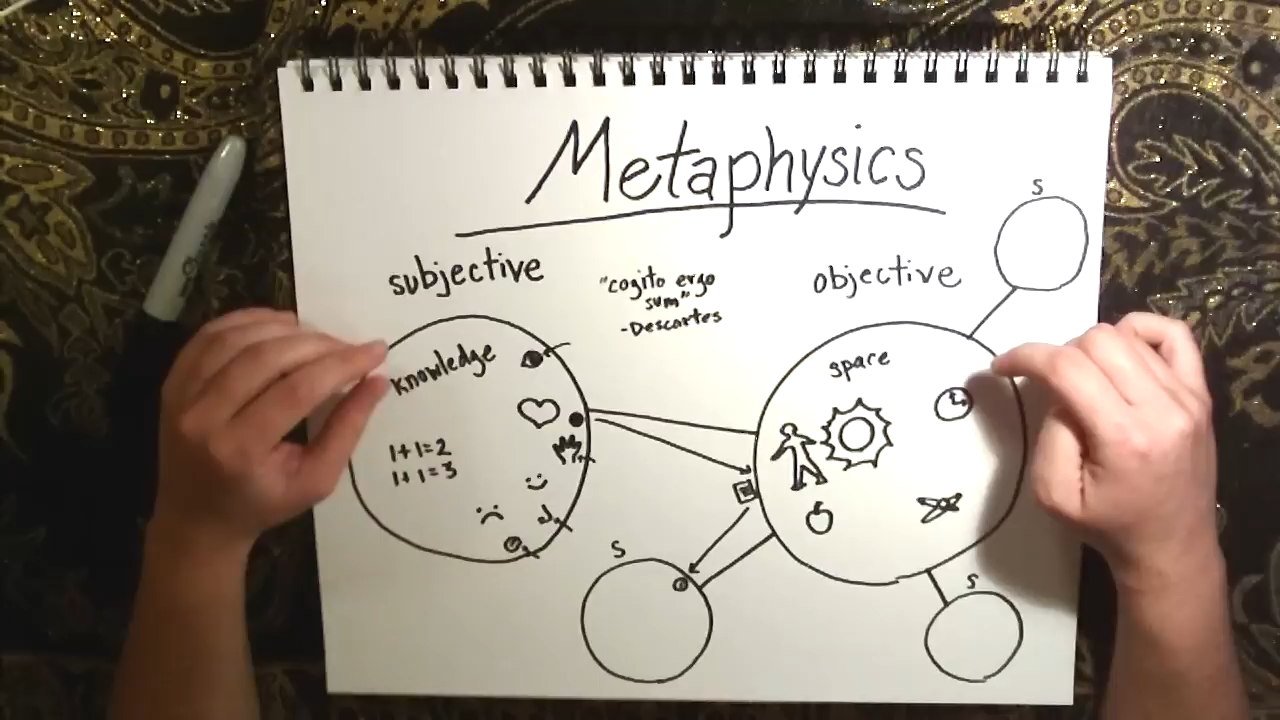 Metaphysics
subjective
"cogito ergo
sum"
-Descartes
objective
S
knowledge
1+1=2
1+1=3
space
S
S